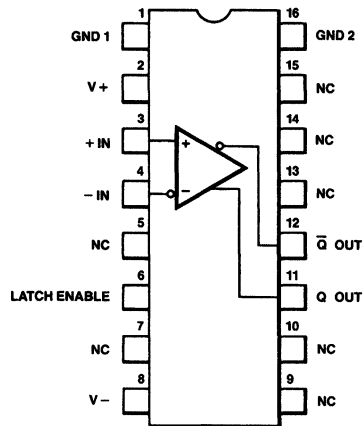 1 16
GND 1 GND 2
2 15
V+ NC
3 14
+ IN + NC
4 13
− IN − NC
5 12
NC Q̅ OUT
6 11
LATCH ENABLE Q OUT
7 10
NC NC
8 9
V− NC